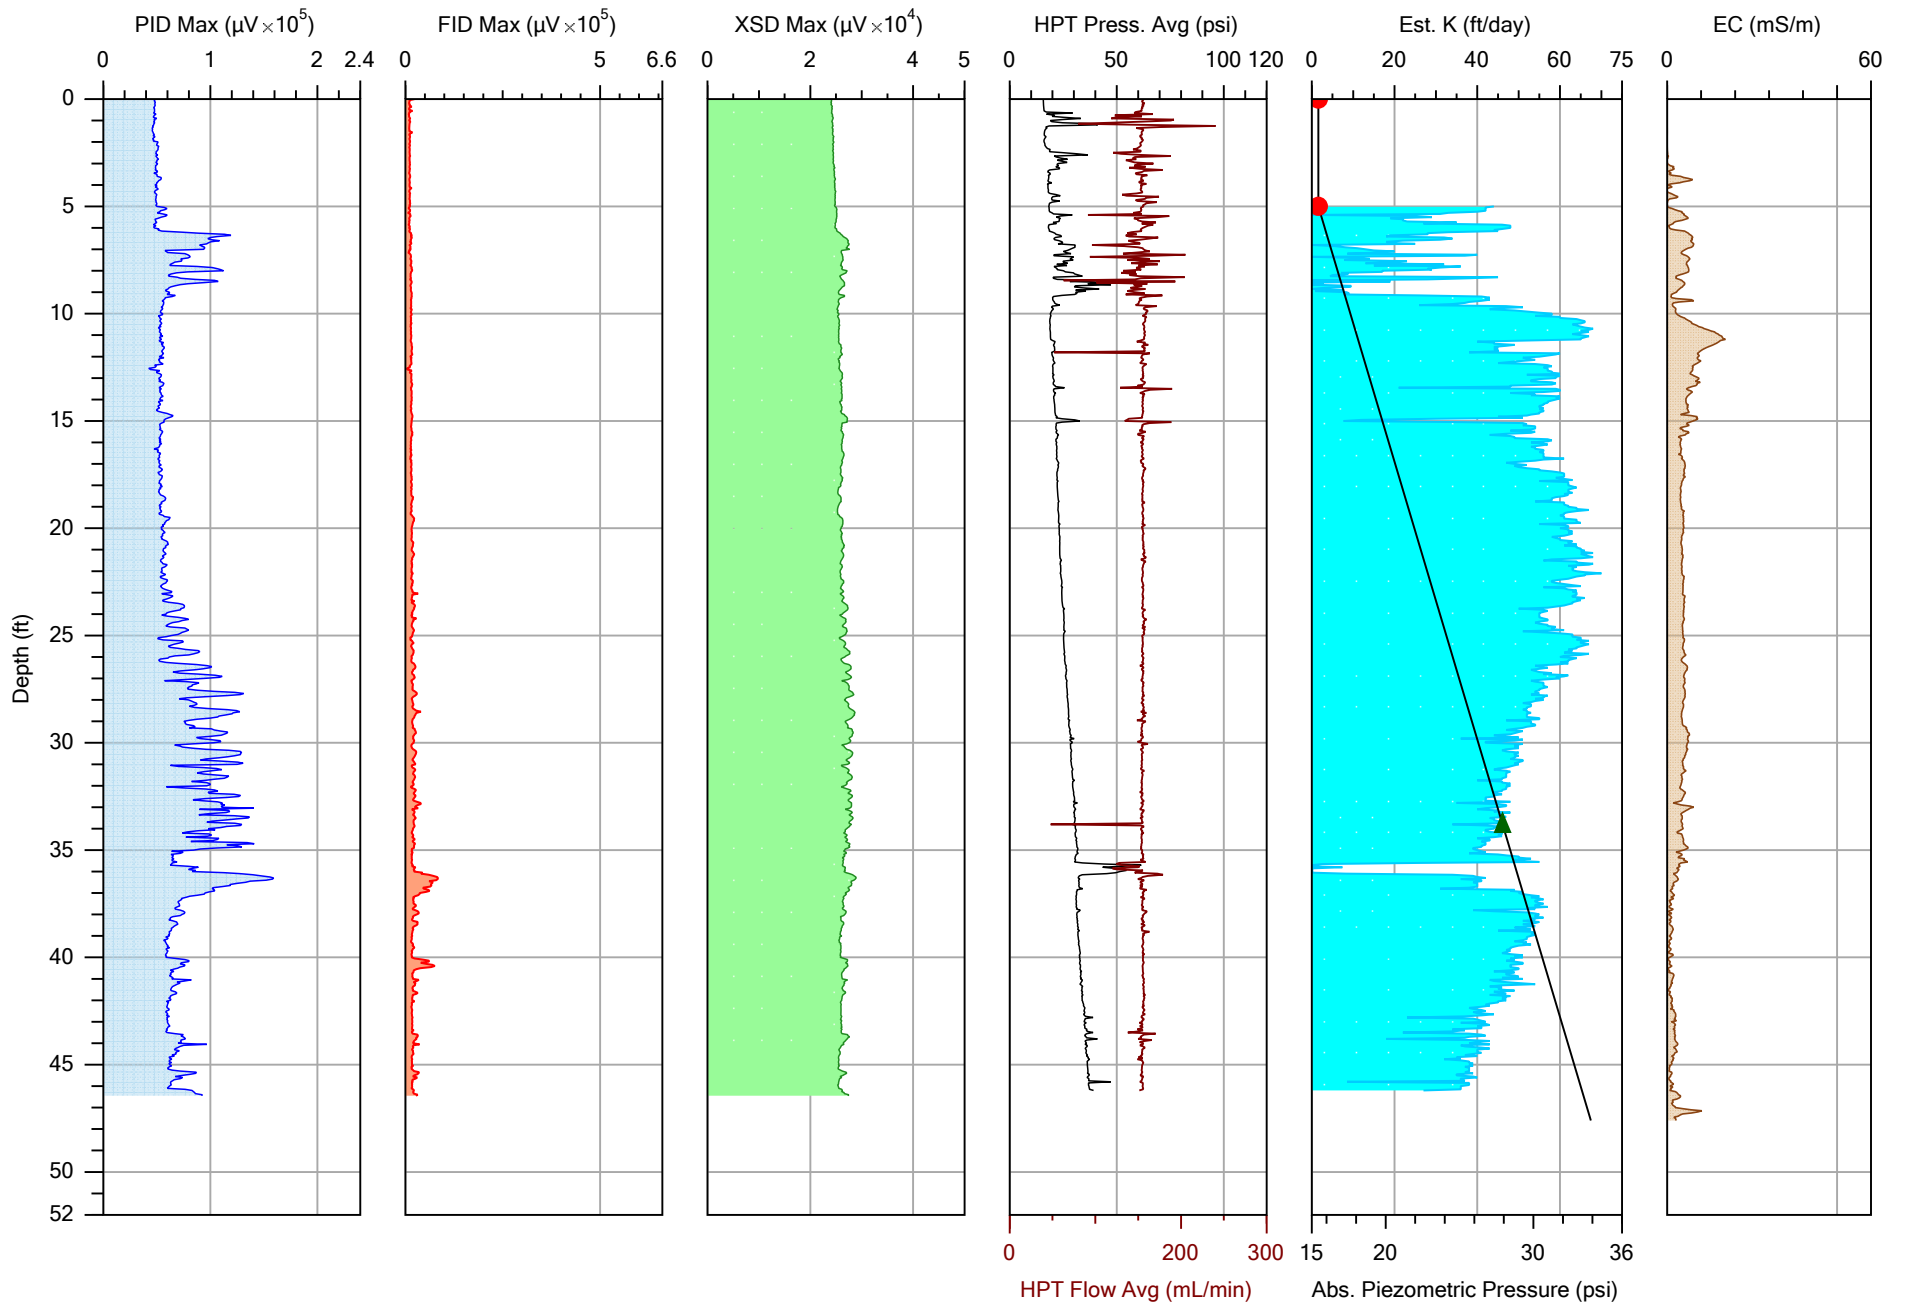 PID Max (µV×10⁵) FID Max (µV×10⁵) XSD Max (µV×10⁴) HPT Press. Avg (psi) Est. K (ft/day) EC (mS/m)
0 1 2 2.4 0 5 6.6 0 2 4 5 0 50 100 120 0 20 40 60 75 0 60
0
5
10
15
20
25
30
35
40
45
50
52
Depth (ft)
0 200 300 15 20 30 36
HPT Flow Avg (mL/min) Abs. Piezometric Pressure (psi)